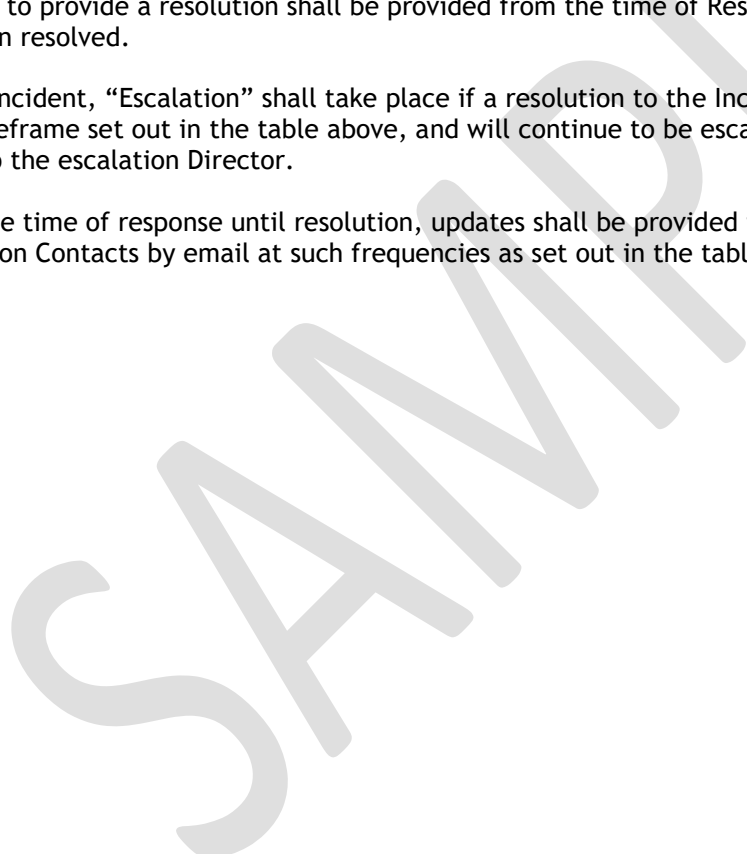 to provide a resolution shall be provided from the time of Res
n resolved.
ncident, “Escalation” shall take place if a resolution to the Inc
eframe set out in the table above, and will continue to be esca
the escalation Director.
e time of response until resolution, updates shall be provided
on Contacts by email at such frequencies as set out in the tabl
SAMP